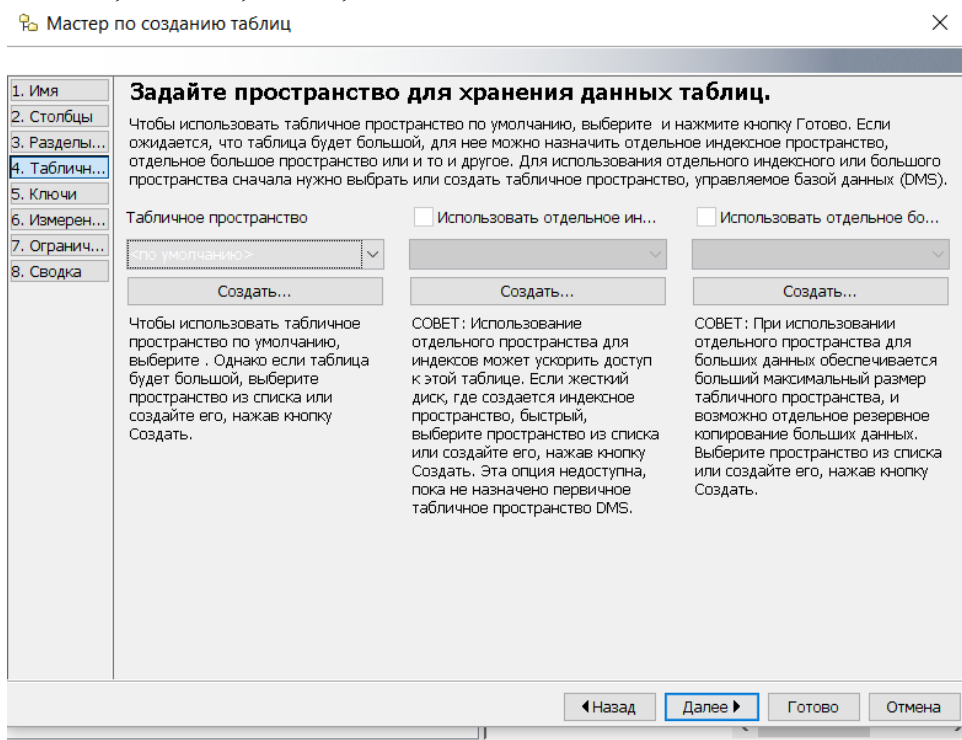 Мастер по созданию таблиц
1. Имя
2. Столбцы
3. Разделы...
4. Табличн...
5. Ключи
6. Измерен...
7. Огранич...
8. Сводка
Задайте пространство для хранения данных таблиц.
Чтобы использовать табличное пространство по умолчанию, выберите и нажмите кнопку Готово. Если
ожидается, что таблица будет большой, для нее можно назначить отдельное индексное пространство,
отдельное большое пространство или и то и другое. Для использования отдельного индексного или большого
пространства сначала нужно выбрать или создать табличное пространство, управляемое базой данных (DMS).
Табличное пространство
<по умолчанию>
Создать...
Чтобы использовать табличное
пространство по умолчанию,
выберите . Однако если таблица
будет большой, выберите
пространство из списка или
создайте его, нажав кнопку
Создать.
Использовать отдельное ин...
Создать...
СОВЕТ: Использование
отдельного пространства для
индексов может ускорить доступ
к этой таблице. Если жесткий
диск, где создается индексное
пространство, быстрый,
выберите пространство из списка
или создайте его, нажав кнопку
Создать. Эта опция недоступна,
пока не назначено первичное
табличное пространство DMS.
Использовать отдельное бо...
Создать...
СОВЕТ: При использовании
отдельного пространства для
больших данных обеспечивается
больший максимальный размер
табличного пространства, и
возможно отдельное резервное
копирование больших данных.
Выберите пространство из списка
или создайте его, нажав кнопку
Создать.
Назад
Далее
Готово
Отмена